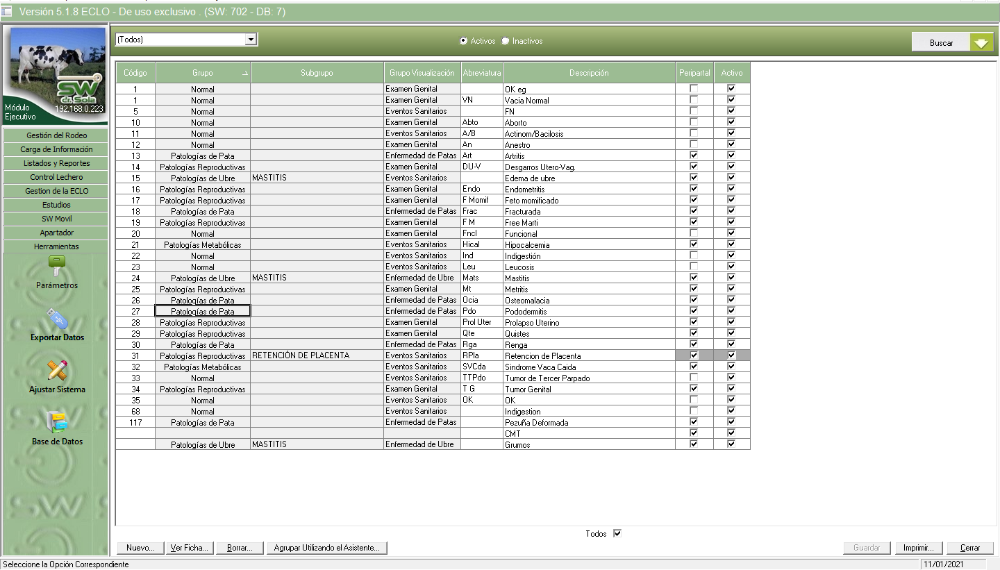 Versión 5.1.8 ECLO - De uso exclusivo . (SW: 702 - DB: 7)
SW
dr. Sola
Módulo
Ejecutivo
192.168.0.223
Gestión del Rodeo
Carga de Información
Listados y Reportes
Control Lechero
Gestion de la ECLO
Estudios
SW Movil
Apartador
Herramientas
Parámetros
Exportar Datos
Ajustar Sistema
Base de Datos
(Todos) Activos Inactivos Buscar
Código Grupo Subgrupo Grupo Visualización Abreviatura Descripción Peripartal Activo
1 Normal Examen Genital OK eg
1 Normal Examen Genital VN Vacia Normal
5 Normal Eventos Sanitarios FN
10 Normal Examen Genital Abto Aborto
11 Normal Eventos Sanitarios A/B Actinom/Bacilosis
12 Normal Examen Genital An Anestro
13 Patologías de Pata Enfermedad de Patas Art Artritis
14 Patologías Reproductivas Examen Genital DU-V Desgarros Utero-Vag.
15 Patologías de Ubre MASTITIS Eventos Sanitarios Edema de ubre
16 Patologías Reproductivas Examen Genital Endo Endometritis
17 Patologías Reproductivas Examen Genital F Momif Feto momificado
18 Patologías de Pata Enfermedad de Patas Frac Fracturada
19 Patologías Reproductivas Examen Genital F M Free Marti
20 Normal Examen Genital Fncl Funcional
21 Patologías Metabólicas Eventos Sanitarios Hical Hipocalcemia
22 Normal Eventos Sanitarios Ind Indigestión
23 Normal Eventos Sanitarios Leu Leucosis
24 Patologías de Ubre MASTITIS Enfermedad de Ubre Mats Mastitis
25 Patologías Reproductivas Examen Genital Mt Metritis
26 Patologías de Pata Enfermedad de Patas Ocia Osteomalacia
27 Patologías de Pata Enfermedad de Patas Pdo Pododermitis
28 Patologías Reproductivas Examen Genital Prol Uter Prolapso Uterino
29 Patologías Reproductivas Examen Genital Qte Quistes
30 Patologías de Pata Enfermedad de Patas Rga Renga
31 Patologías Reproductivas RETENCIÓN DE PLACENTA Eventos Sanitarios RPla Retencion de Placenta
32 Patologías Metabólicas Eventos Sanitarios SVCda Sindrome Vaca Caida
33 Normal Eventos Sanitarios TTPdo Tumor de Tercer Parpado
34 Patologías Reproductivas Examen Genital T G Tumor Genital
35 Normal Eventos Sanitarios OK OK
68 Normal Eventos Sanitarios Indigestion
117 Patologías de Pata Enfermedad de Patas Pezuña Deformada
CMT
Patologías de Ubre MASTITIS Enfermedad de Ubre Grumos
Todos
Nuevo... Ver Ficha... Borrar... Agrupar Utilizando el Asistente... Guardar Imprimir... Cerrar
Seleccione la Opción Correspondiente 11/01/2021